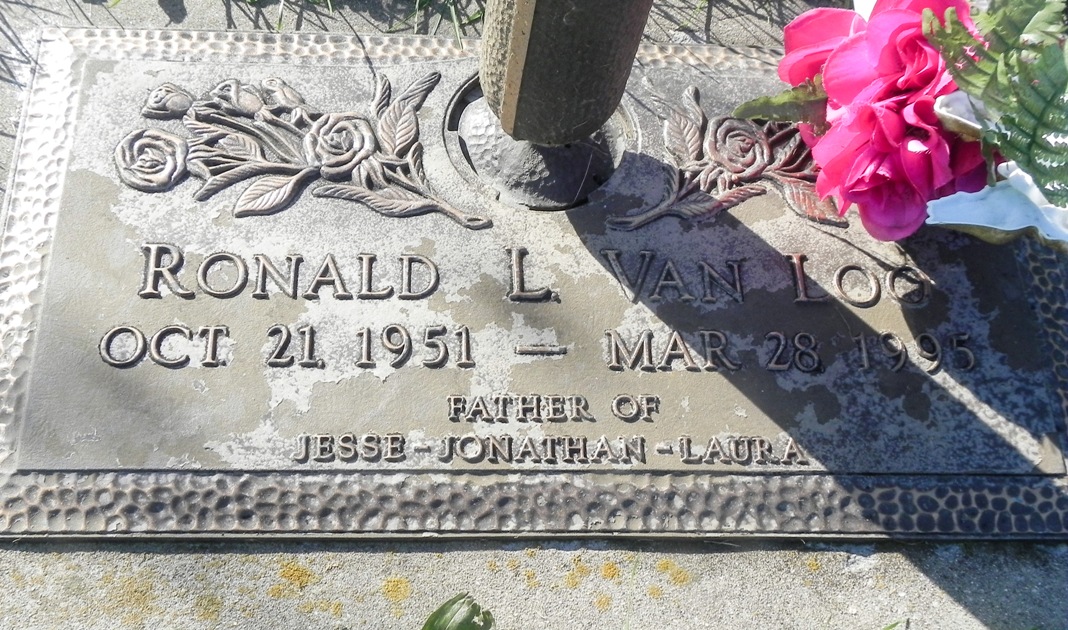 RONALD L. VAN LOO
OCT 21, 1951 — MAR 28, 1995
FATHER OF
JESSE - JONATHAN - LAURA